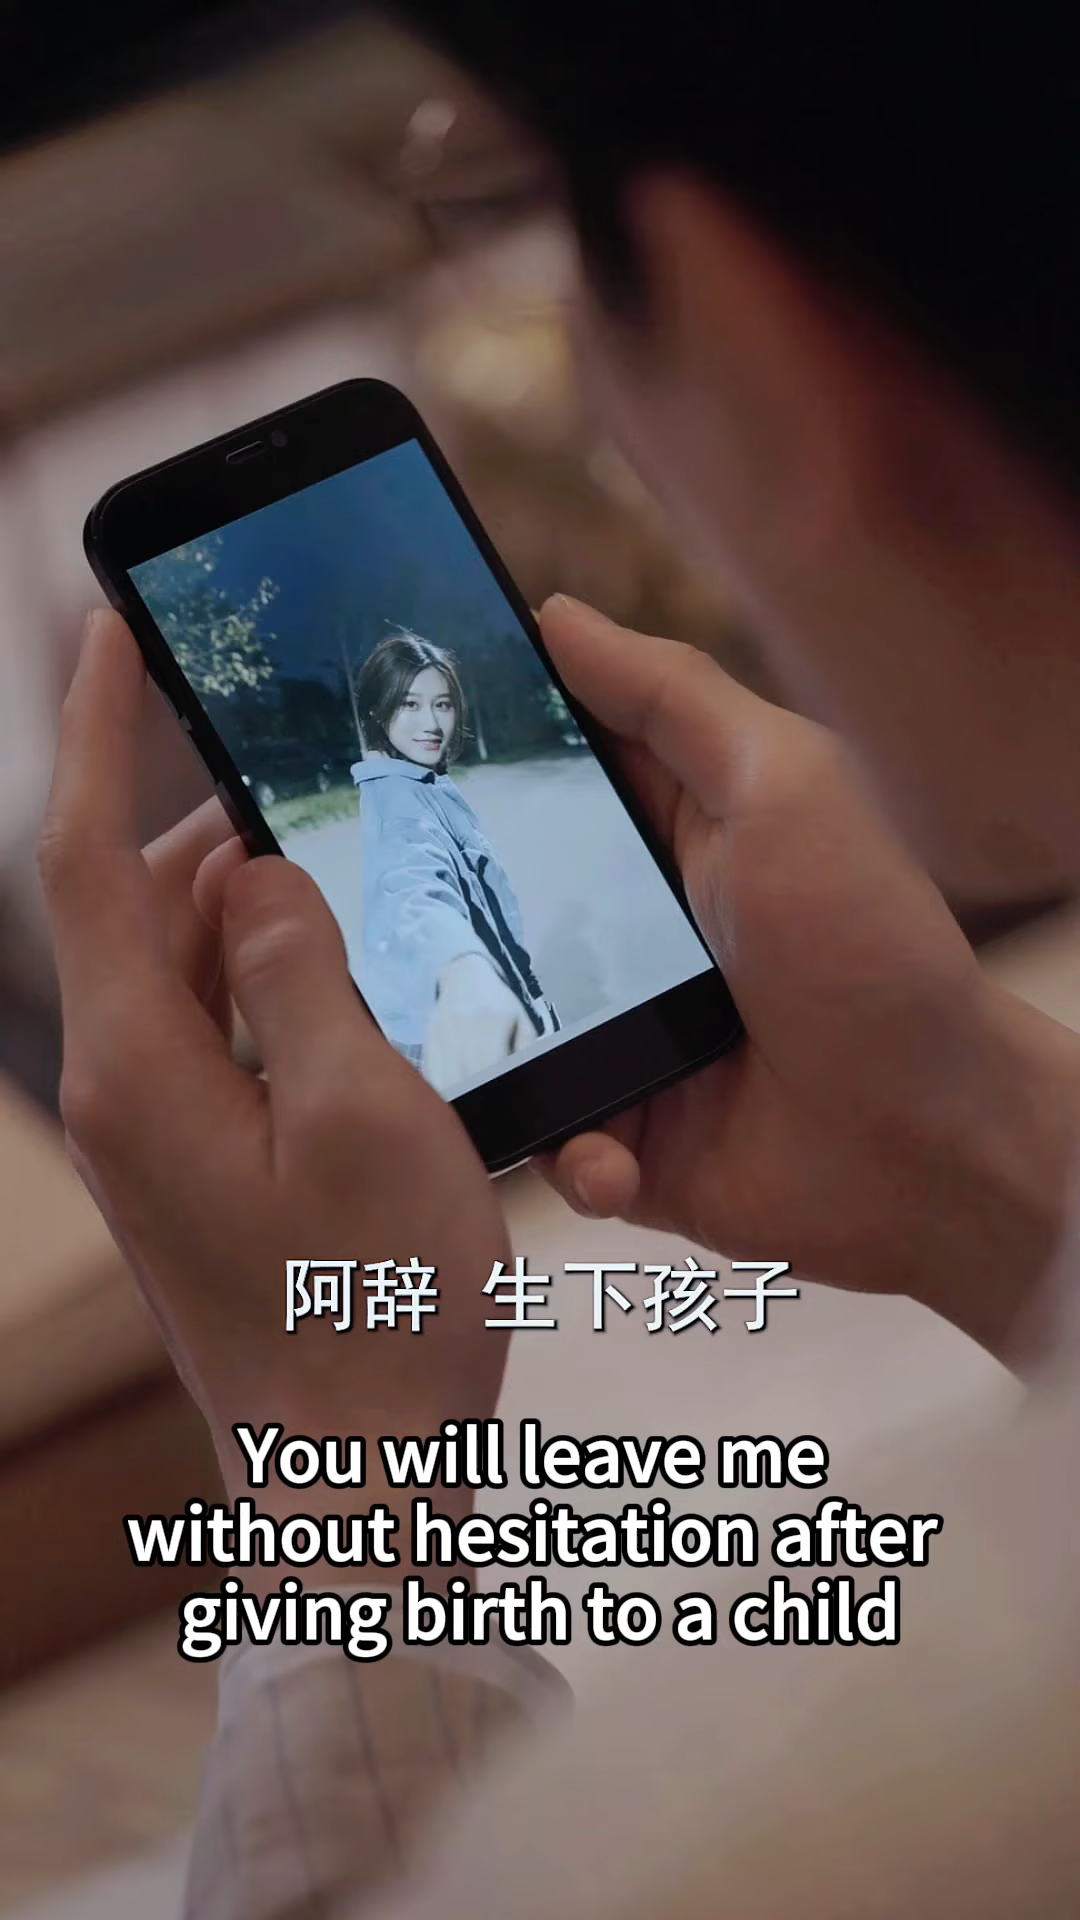 阿辞 生下孩子
You will leave me
without hesitation after
giving birth to a child